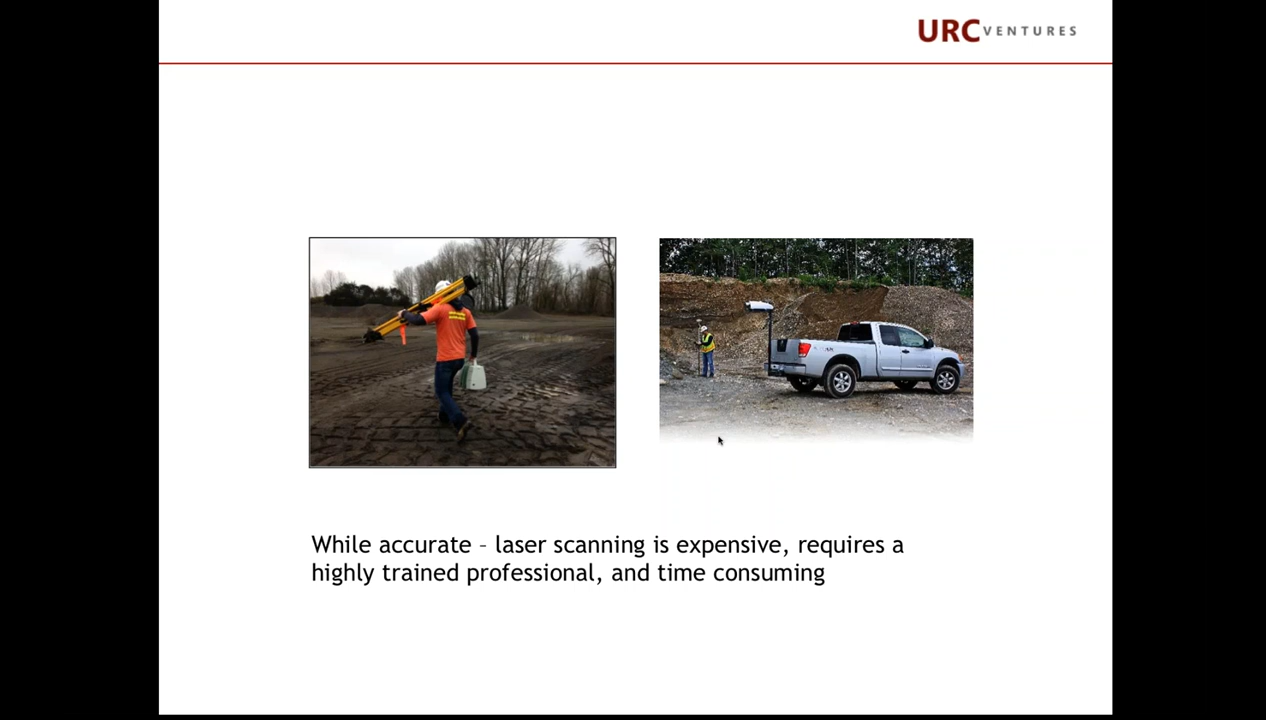 URC VENTURES
While accurate – laser scanning is expensive, requires a
highly trained professional, and time consuming